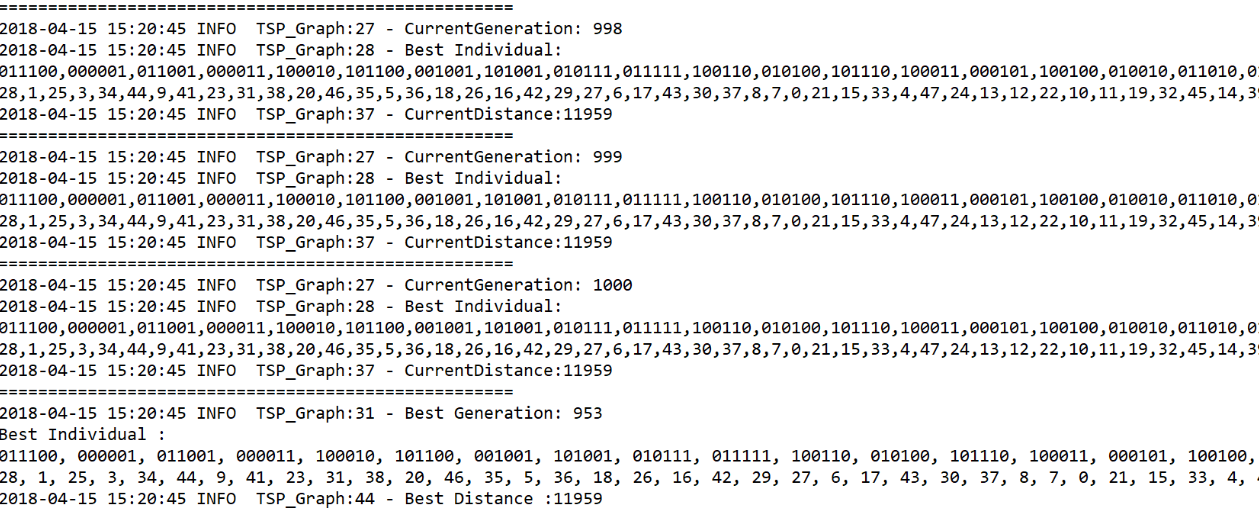 ===================================================
2018-04-15 15:20:45 INFO  TSP_Graph:27 - CurrentGeneration: 998
2018-04-15 15:20:45 INFO  TSP_Graph:28 - Best Individual:
011100,000001,011001,000011,100010,101100,001001,101001,010111,011111,100110,010100,101110,100011,000101,100100,010010,011010,0
28,1,25,3,34,44,9,41,23,31,38,20,46,35,5,36,18,26,16,42,29,27,6,17,43,30,37,8,7,0,21,15,33,4,47,24,13,12,22,10,11,19,32,45,14,39
2018-04-15 15:20:45 INFO  TSP_Graph:37 - CurrentDistance:11959
===================================================
2018-04-15 15:20:45 INFO  TSP_Graph:27 - CurrentGeneration: 999
2018-04-15 15:20:45 INFO  TSP_Graph:28 - Best Individual:
011100,000001,011001,000011,100010,101100,001001,101001,010111,011111,100110,010100,101110,100011,000101,100100,010010,011010,0
28,1,25,3,34,44,9,41,23,31,38,20,46,35,5,36,18,26,16,42,29,27,6,17,43,30,37,8,7,0,21,15,33,4,47,24,13,12,22,10,11,19,32,45,14,39
2018-04-15 15:20:45 INFO  TSP_Graph:37 - CurrentDistance:11959
===================================================
2018-04-15 15:20:45 INFO  TSP_Graph:27 - CurrentGeneration: 1000
2018-04-15 15:20:45 INFO  TSP_Graph:28 - Best Individual:
011100,000001,011001,000011,100010,101100,001001,101001,010111,011111,100110,010100,101110,100011,000101,100100,010010,011010,0
28,1,25,3,34,44,9,41,23,31,38,20,46,35,5,36,18,26,16,42,29,27,6,17,43,30,37,8,7,0,21,15,33,4,47,24,13,12,22,10,11,19,32,45,14,39
2018-04-15 15:20:45 INFO  TSP_Graph:37 - CurrentDistance:11959
===================================================
2018-04-15 15:20:45 INFO  TSP_Graph:31 - Best Generation: 953
Best Individual :
011100, 000001, 011001, 000011, 100010, 101100, 001001, 101001, 010111, 011111, 100110, 010100, 101110, 100011, 000101, 100100,
28, 1, 25, 3, 34, 44, 9, 41, 23, 31, 38, 20, 46, 35, 5, 36, 18, 26, 16, 42, 29, 27, 6, 17, 43, 30, 37, 8, 7, 0, 21, 15, 33, 4,
2018-04-15 15:20:45 INFO  TSP_Graph:44 - Best Distance :11959